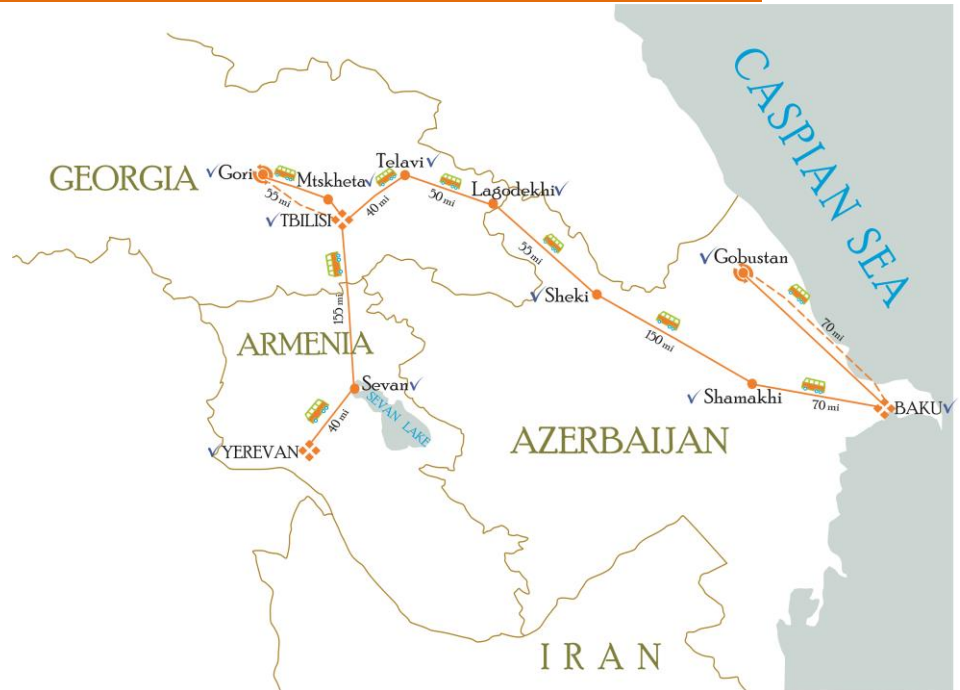 CASPIAN SEA
GEORGIA
Gori
Mtskheta
Telavi
Lagodekhi
TBILISI
55 mi
40 mi
50 mi
55 mi
Gobustan
Sheki
70 mi
155 mi
150 mi
ARMENIA
Sevan
SEVAN LAKE
40 mi
YEREVAN
Shamakhi
70 mi
BAKU
AZERBAIJAN
IRAN